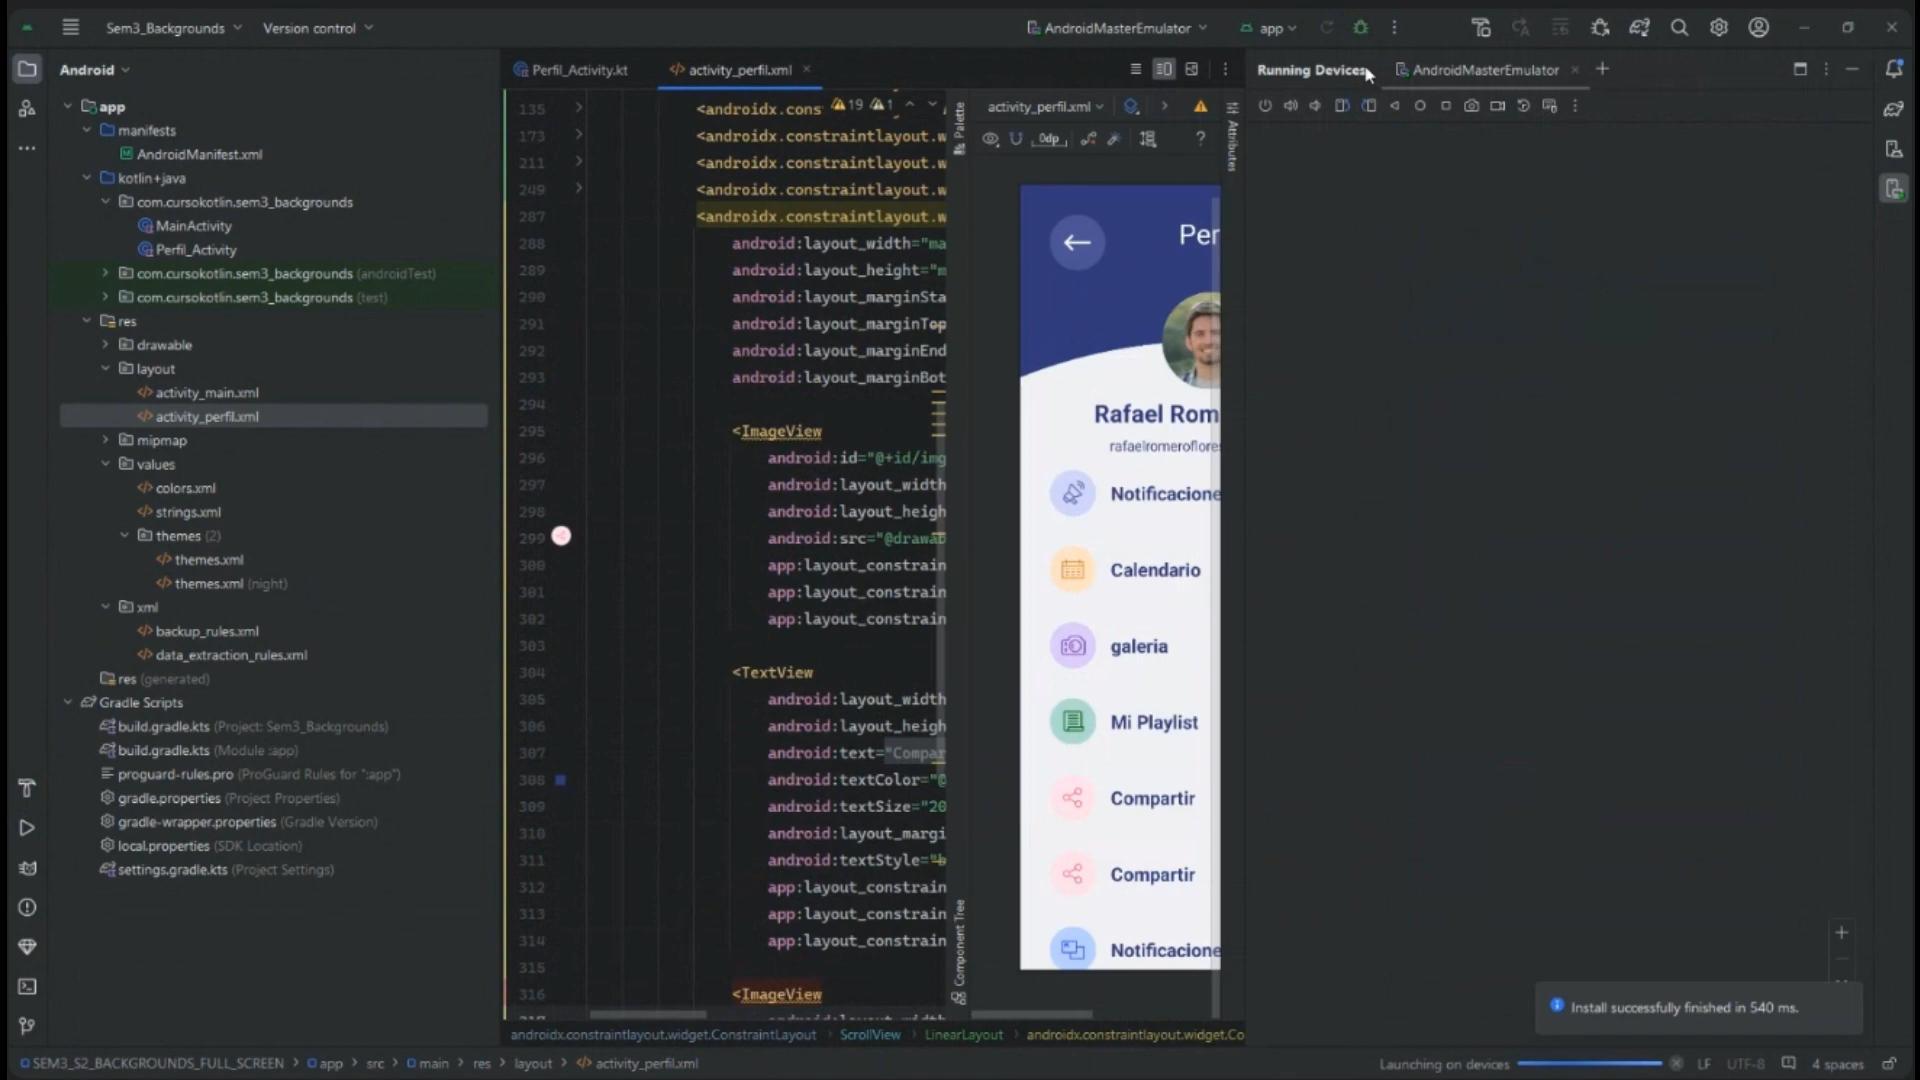 Sem3_Backgrounds Version control AndroidMasterEmulator app
Android
app
manifests
AndroidManifest.xml
kotlin+java
com.cursokotlin.sem3_backgrounds
MainActivity
Perfil_Activity
com.cursokotlin.sem3_backgrounds (androidTest)
com.cursokotlin.sem3_backgrounds (test)
res
drawable
layout
activity_main.xml
activity_perfil.xml
mipmap
values
colors.xml
strings.xml
themes (2)
themes.xml
themes.xml (night)
xml
backup_rules.xml
data_extraction_rules.xml
res (generated)
Gradle Scripts
build.gradle.kts (Project: Sem3_Backgrounds)
build.gradle.kts (Module :app)
proguard-rules.pro (ProGuard Rules for ":app")
gradle.properties (Project Properties)
gradle-wrapper.properties (Gradle Version)
local.properties (SDK Location)
settings.gradle.kts (Project Settings)
Perfil_Activity.kt activity_perfil.xml
19 1
135 <androidx.cons
173 <androidx.constraintlayout.w
211 <androidx.constraintlayout.w
249 <androidx.constraintlayout.w
287 <androidx.constraintlayout.w
288 android:layout_width="ma
289 android:layout_height="m
290 android:layout_marginSta
291 android:layout_marginTop
292 android:layout_marginEnd
293 android:layout_marginBot
294
295 <ImageView
296 android:id="@+id/img
297 android:layout_width
298 android:layout_heigh
299 android:src="@drawab
300 app:layout_constrain
301 app:layout_constrain
302 app:layout_constrain
303
304 <TextView
305 android:layout_width
306 android:layout_heigh
307 android:text="Compar
308 android:textColor="@
309 android:textSize="20
310 android:layout_margi
311 android:textStyle="b
312 app:layout_constrain
313 app:layout_constrain
314 app:layout_constrain
315
316 <ImageView
androidx.constraintlayout.widget.ConstraintLayout ScrollView LinearLayout androidx.constraintlayout.widget.Co
Palette
Component Tree
activity_perfil.xml
0dp
?
Attributes
Per
Rafael Rom
rafaelromeroflores
Notificacione
Calendario
galeria
Mi Playlist
Compartir
Compartir
Notificacione
Running Devices AndroidMasterEmulator
Install successfully finished in 540 ms.
SEM3_S2_BACKGROUNDS_FULL_SCREEN app src main res layout activity_perfil.xml
Launching on devices LF UTF-8 4 spaces